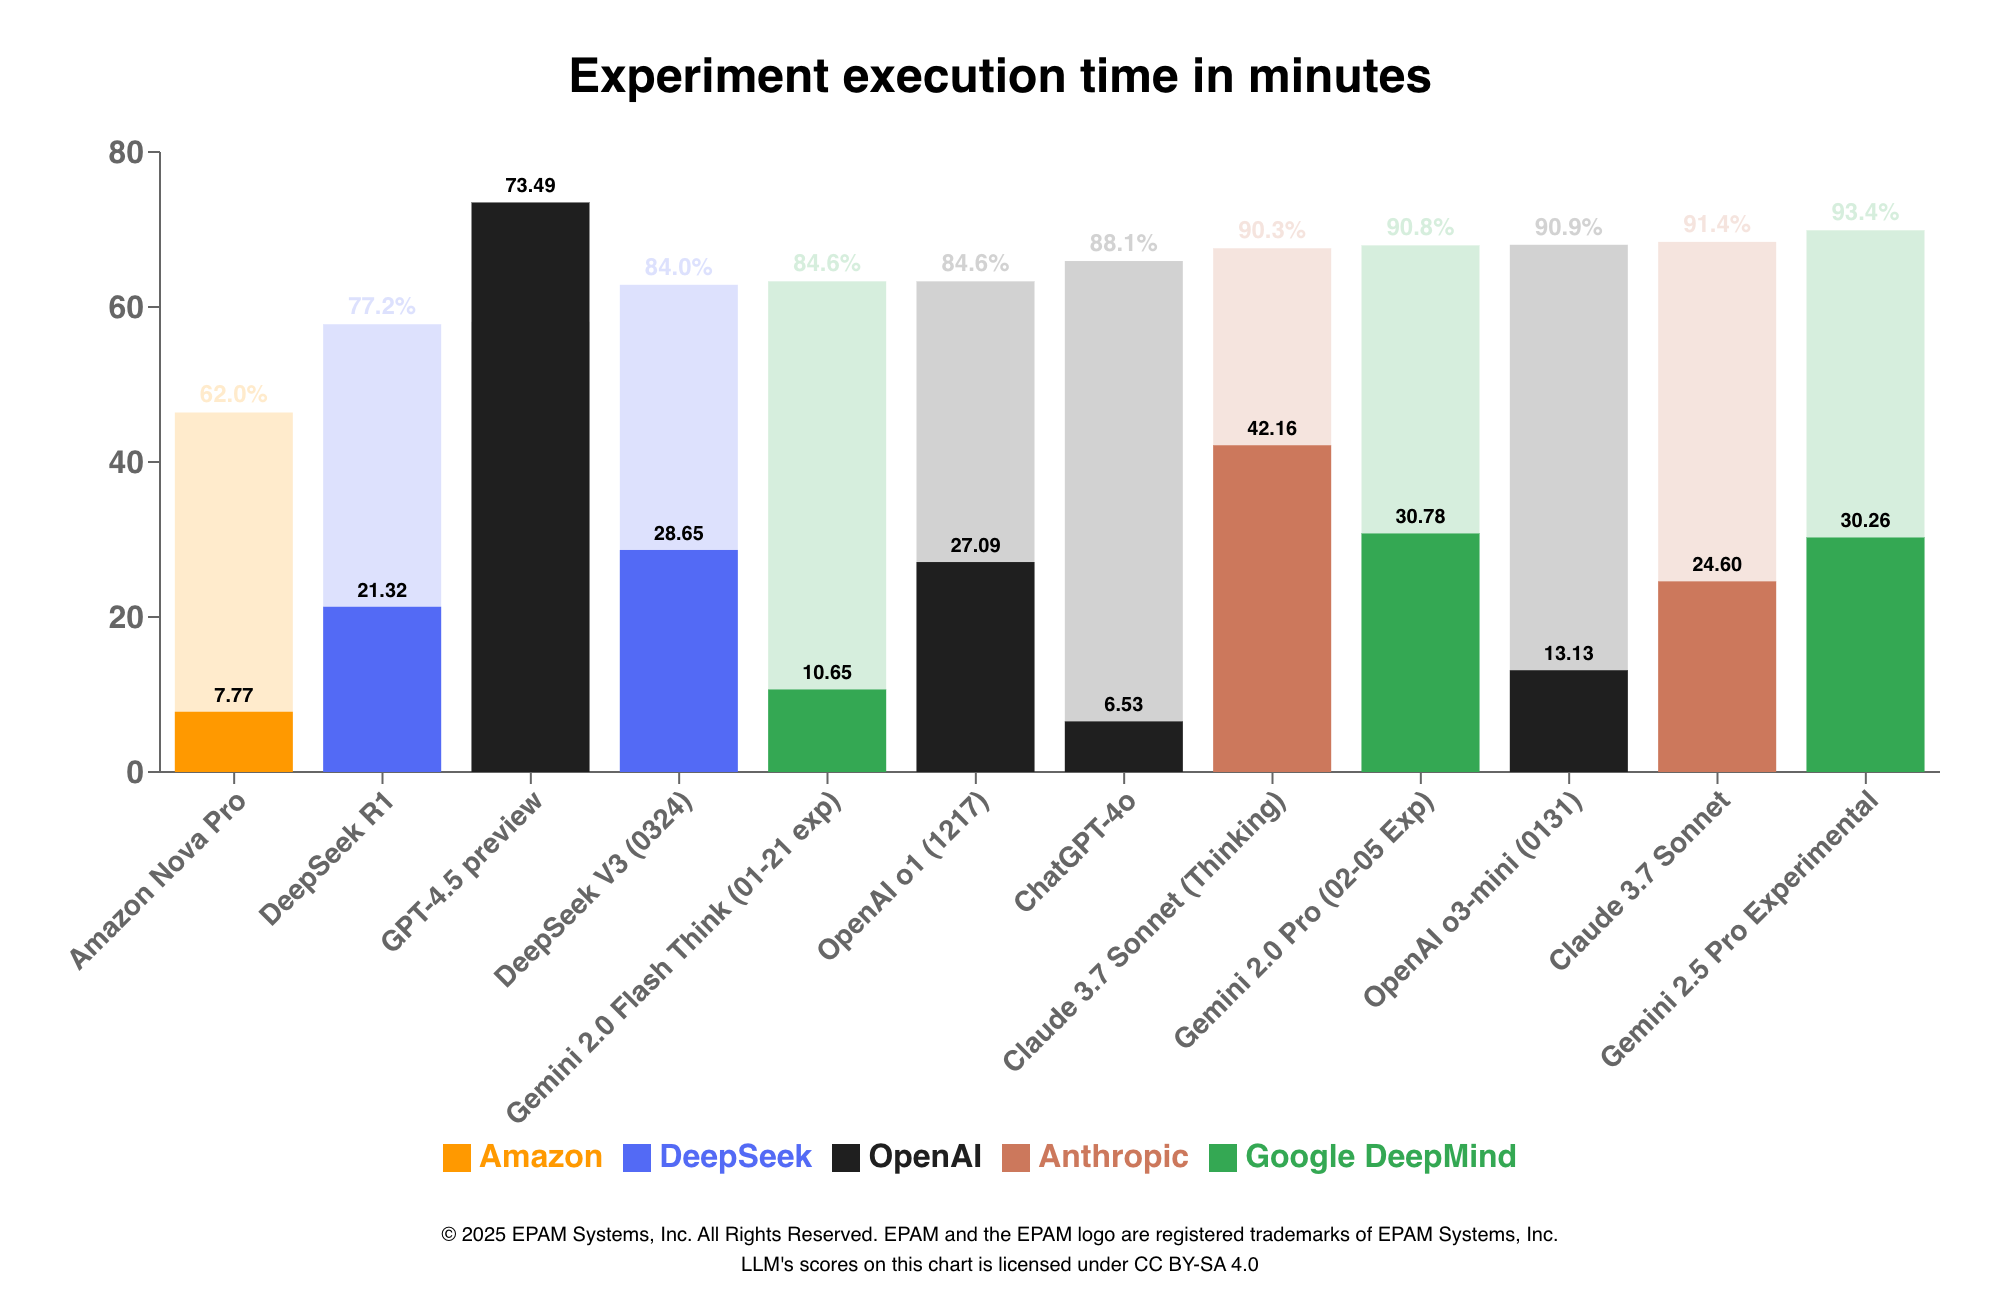 Experiment execution time in minutes
80
60
40
20
0
62.0%
7.77
77.2%
21.32
73.49
84.0%
28.65
84.6%
10.65
84.6%
27.09
88.1%
6.53
90.3%
42.16
90.8%
30.78
90.9%
13.13
91.4%
24.60
93.4%
30.26
Amazon Nova Pro
DeepSeek R1
GPT-4.5 preview
DeepSeek V3 (0324)
Gemini 2.0 Flash Think (01-21 exp)
OpenAI o1 (1217)
ChatGPT-4o
Claude 3.7 Sonnet (Thinking)
Gemini 2.0 Pro (02-05 Exp)
OpenAI o3-mini (0131)
Claude 3.7 Sonnet
Gemini 2.5 Pro Experimental
Amazon DeepSeek OpenAI Anthropic Google DeepMind
© 2025 EPAM Systems, Inc. All Rights Reserved. EPAM and the EPAM logo are registered trademarks of EPAM Systems, Inc.
LLM's scores on this chart is licensed under CC BY-SA 4.0